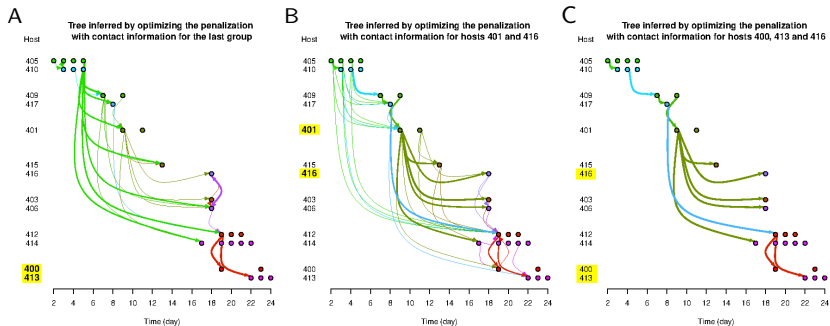 A
Tree inferred by optimizing the penalization
with contact information for the last group
Host
405
410
409
417
401
415
416
403
406
412
414
400
413
2 4 6 8 10 12 14 16 18 20 22 24
Time (day)
B
Tree inferred by optimizing the penalization
with contact information for hosts 401 and 416
Host
405
410
409
417
401
415
416
403
406
412
414
400
413
2 4 6 8 10 12 14 16 18 20 22 24
Time (day)
C
Tree inferred by optimizing the penalization
with contact information for hosts 400, 413 and 416
Host
405
410
409
417
401
415
416
403
406
412
414
400
413
2 4 6 8 10 12 14 16 18 20 22 24
Time (day)